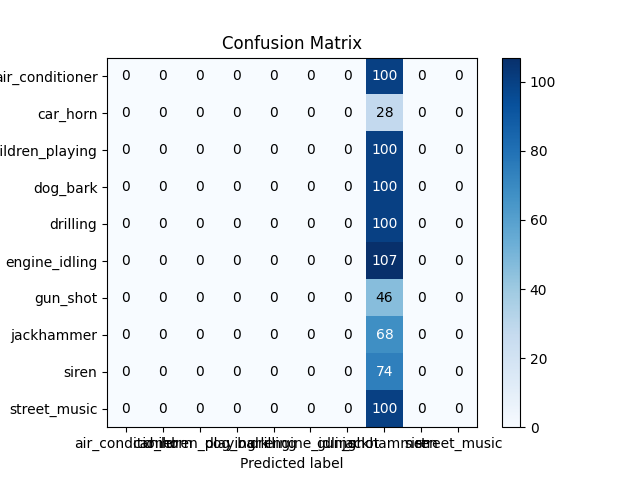 Confusion Matrix
air_conditioner 0 0 0 0 0 0 0 100 0 0
car_horn 0 0 0 0 0 0 0 28 0 0
ildren_playing 0 0 0 0 0 0 0 100 0 0
dog_bark 0 0 0 0 0 0 0 100 0 0
drilling 0 0 0 0 0 0 0 100 0 0
engine_idling 0 0 0 0 0 0 0 107 0 0
gun_shot 0 0 0 0 0 0 0 46 0 0
jackhammer 0 0 0 0 0 0 0 68 0 0
siren 0 0 0 0 0 0 0 74 0 0
street_music 0 0 0 0 0 0 0 100 0 0
street_music
Predicted label
100
80
60
40
20
0